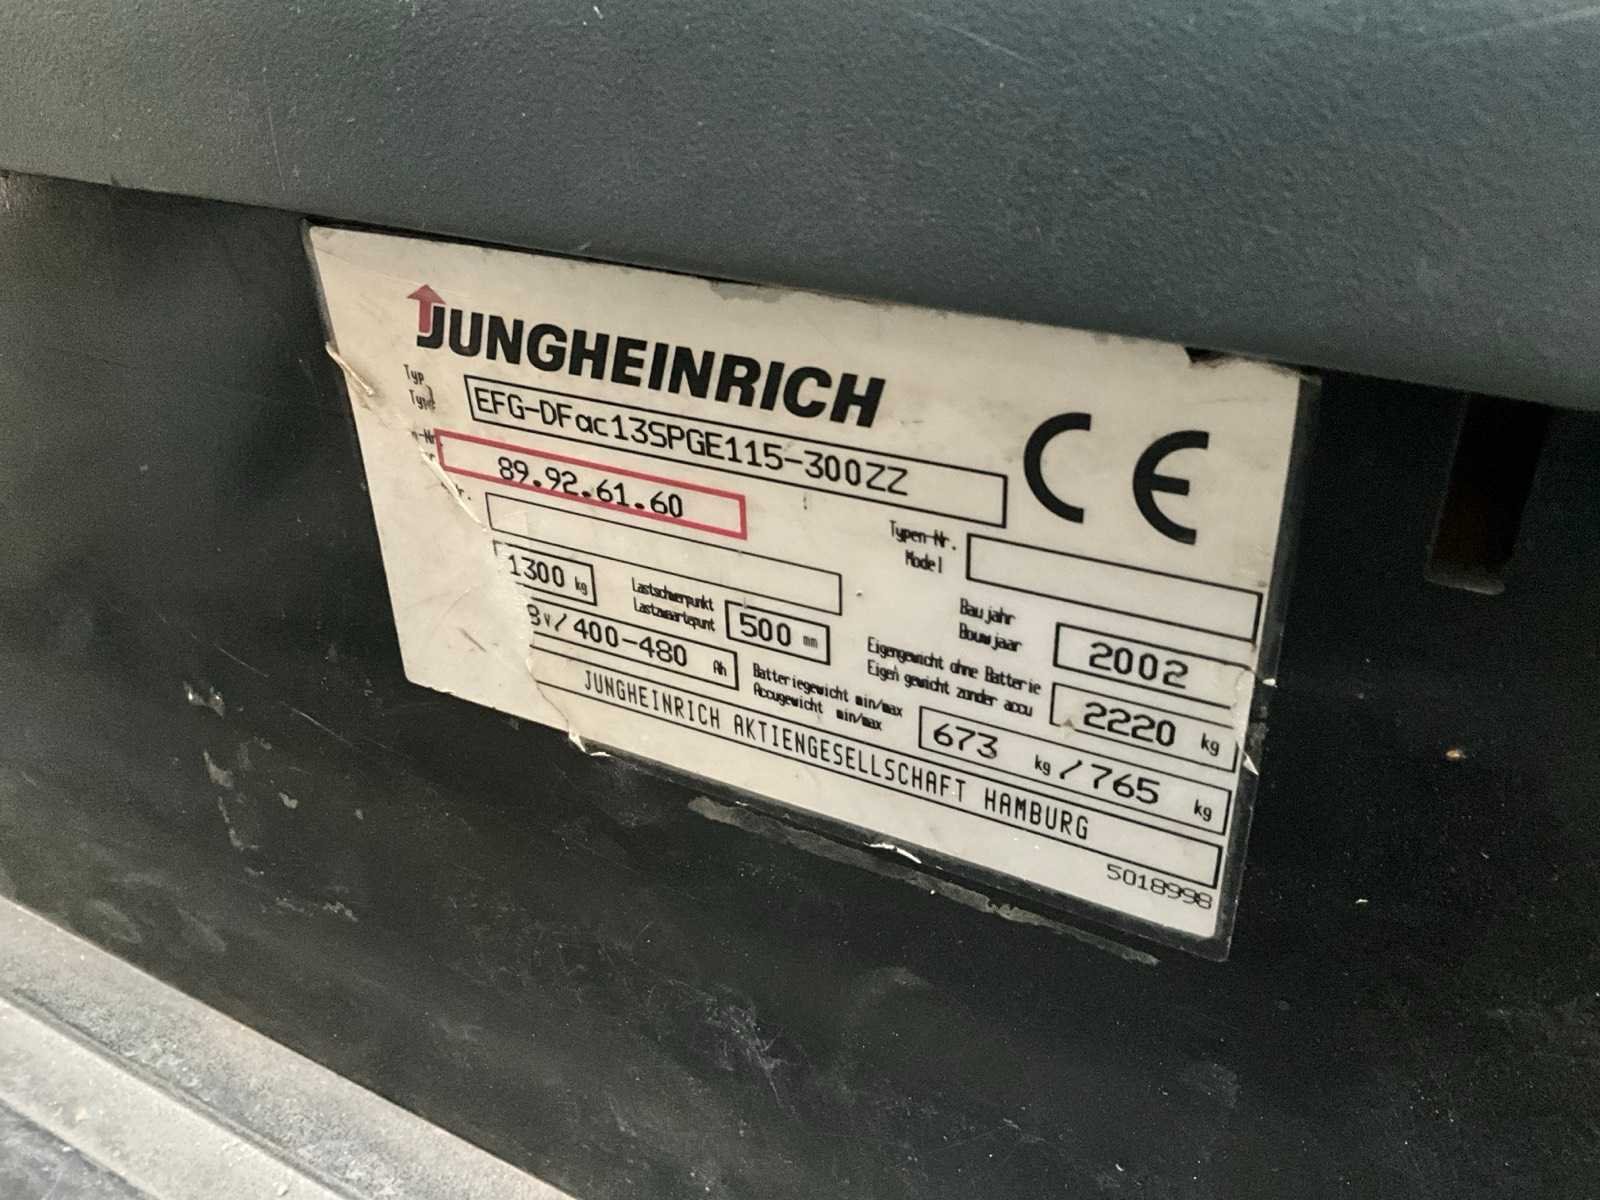 JUNGHEINRICH
Typ
Type
EFG-DFac13SPGE115-300ZZ
CE
89.92.61.60
Typen-Nr.
Model
1300 kg
Lastschwerpunkt
Lastzwaartepunt
500 mm
Baujahr
Bouwjaar
2002
8V/400-480 Ah
Batteriegewicht min/max
Accugewicht min/max
673 kg/765 kg
Eigengewicht ohne Batterie
Eigen gewicht zonder accu
2220 kg
JUNGHEINRICH AKTIENGESELLSCHAFT HAMBURG
5018998